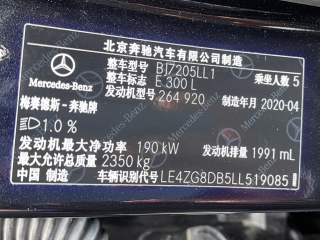 北京奔驰汽车有限公司制造
整车型号 BJ7205LL1 乘坐人数 5
整车标志 E 300 L
Mercedes-Benz
发动机型号 264 920
梅赛德斯-奔驰牌 制造年月 2020-04
1.0 %
发动机最大净功率 190 kW 发动机排量 1991 mL
最大允许总质量 2350 kg
中国 制造 车辆识别代号 LE4ZG8DB5LL519085